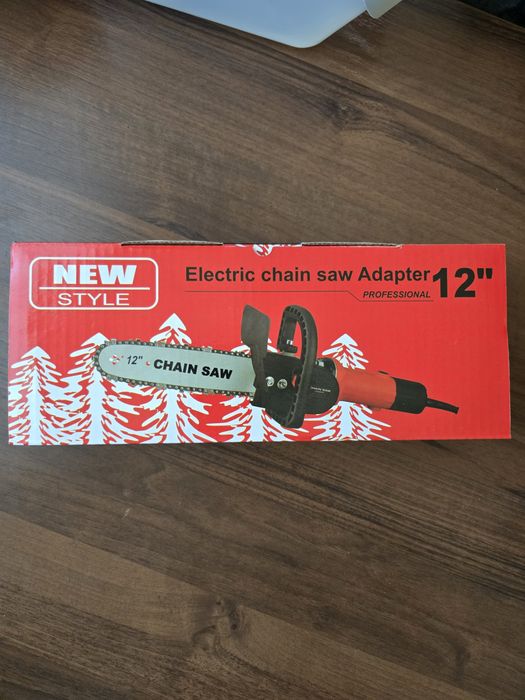 NEW
STYLE
Electric chain saw Adapter 12"
PROFESSIONAL
12" CHAIN SAW